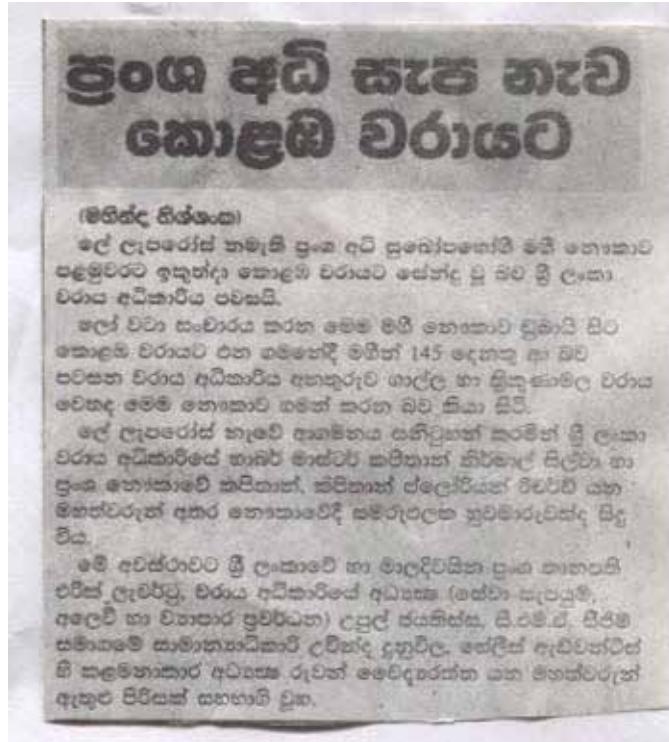 ප්‍රංශ අධි සැප නැව
කොළඹ වරායට
(මහින්ද නිශ්ශංක)
ලේ ලැපරෝස් නමැති ප්‍රංශ අධි සුඛෝපභෝගී මගී නෞකාව
පළමුවරට ඉකුත්දා කොළඹ වරායට සේන්දු වූ බව ශ්‍රී ලංකා
වරාය අධිකාරිය පවසයි.
ලෝ වටා සංචාරය කරන මෙම මගී නෞකාව ඩුබායි සිට
කොළඹ වරායට එන ගමනේදී මගීන් 145 දෙනකු ආ බව
පවසන වරාය අධිකාරිය අනතුරුව ගාල්ල හා ත්‍රිකුණාමල වරාය
වෙතද මෙම නෞකාව ගමන් කරන බව කියා සිටී.
ලේ ලැපරෝස් නැවේ ආගමනය සනිටුහන් කරමින් ශ්‍රී ලංකා
වරාය අධිකාරියේ හාබර් මාස්ටර් කපිතාන් නිර්මාල් සිල්වා හා
ප්‍රංශ නෞකාවේ කපිතාන්, කපිතාන් ෆ්ලෝරියන් රිචර්ඩ් යන
මහත්වරුන් අතර නෞකාවේදී සමරුඵලක හුවමාරුවක්ද සිදු
විය.
මේ අවස්ථාවට ශ්‍රී ලංකාවේ හා මාලදිවයින ප්‍රංශ තානපති
එරික් ලැවර්ටු, වරාය අධිකාරියේ අධ්‍යක්ෂ (සේවා සැපයුම්,
අලෙවි හා ව්‍යාපාර ප්‍රවර්ධන) උපුල් ජයතිස්ස, සී.එම්.ඒ. සීජීඑම්
සමාගමේ සාමාන්‍යාධිකාරි උවින්ද දුනුවිල, සේලිස් ඇඩ්වන්ටිස්
හි කළමනාකාර අධ්‍යක්ෂ රුවන් වෛද්‍යරත්න යන මහත්වරුන්
ඇතුළු පිරිසක් සහභාගි වූහ.